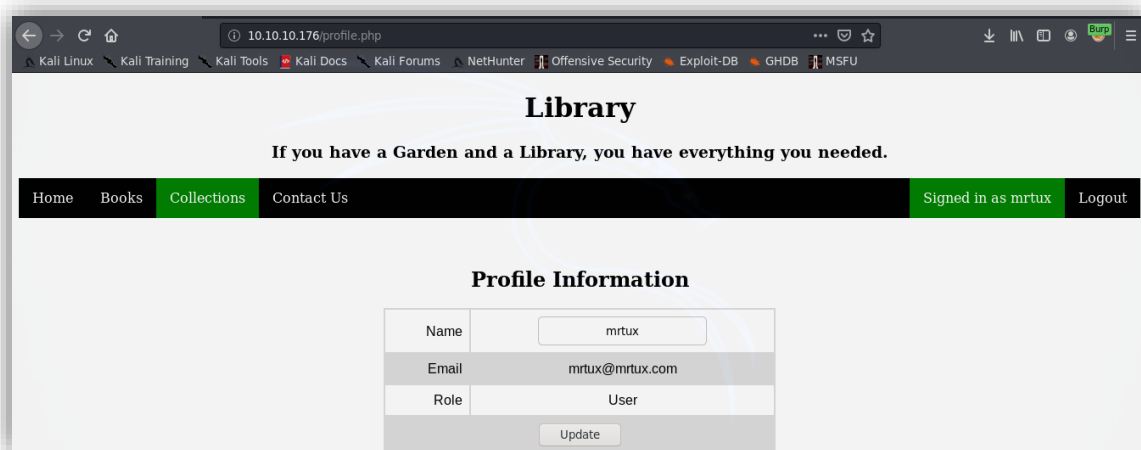 10.10.10.176/profile.php
Burp
Kali Linux Kali Training Kali Tools Kali Docs Kali Forums NetHunter Offensive Security Exploit-DB GHDB MSFU
Library
If you have a Garden and a Library, you have everything you needed.
Home Books Collections Contact Us Signed in as mrtux Logout
Profile Information
Name mrtux
Email mrtux@mrtux.com
Role User
Update